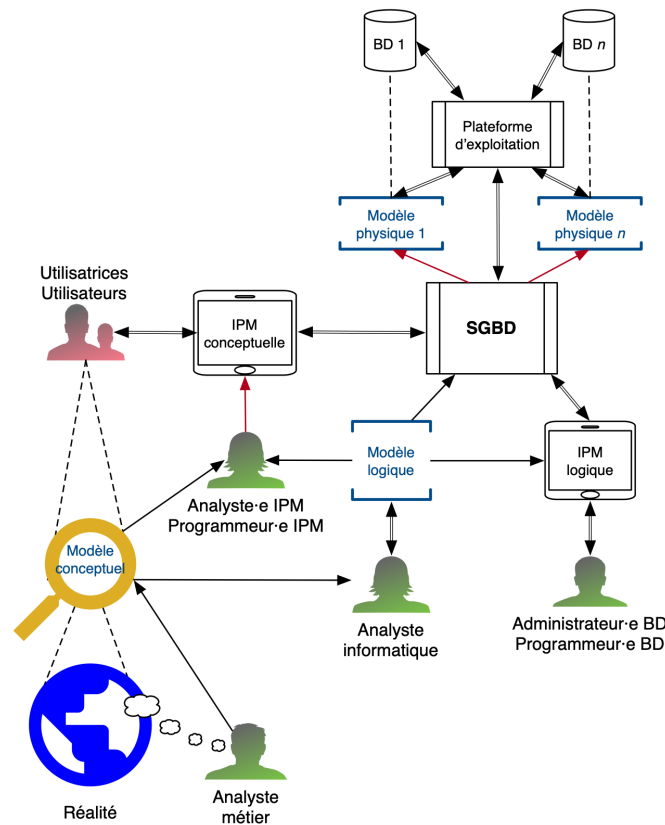 BD 1
BD n
Plateforme
d'exploitation
Modèle
physique 1
Modèle
physique n
Utilisatrices
Utilisateurs
IPM
conceptuelle
SGBD
Modèle
logique
IPM
logique
Analyste·e IPM
Programmeur·e IPM
Modèle
conceptuel
Analyste
informatique
Administrateur·e BD
Programmeur·e BD
Réalité
Analyste
métier